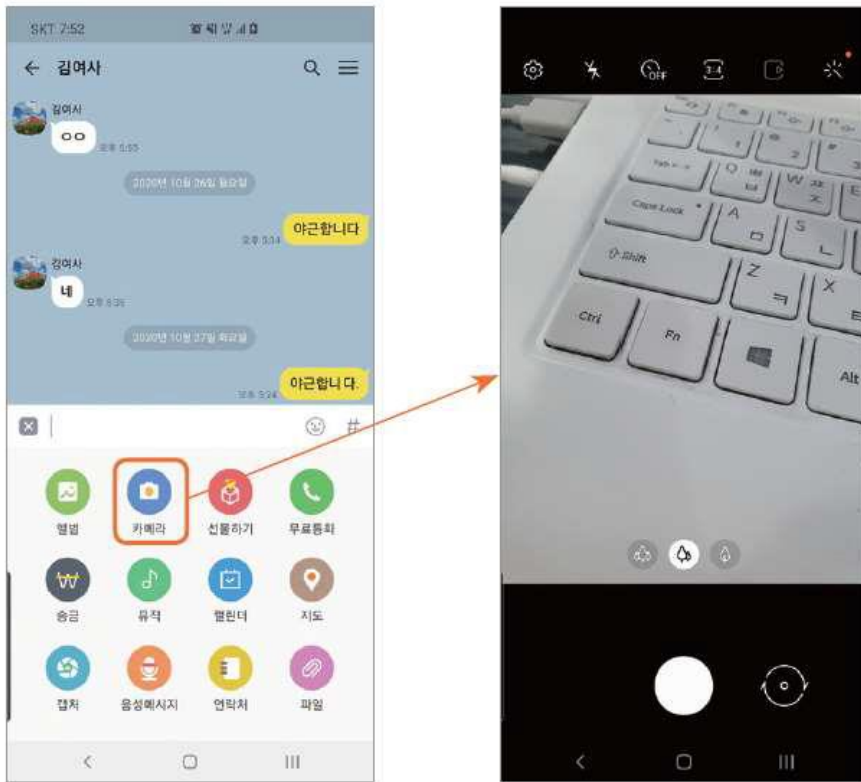 SKT 7:52
김여사
김여사
ㅇㅇ
오후 5:55
2020년 10월 26일 월요일
야근합니다
김여사
네
2020년 10월 27일 화요일
야근합니다.
#
앨범
카메라
선물하기
무료통화
송금
뮤직
캘린더
지도
캡처
음성메시지
연락처
파일
OFF
3:4
Tab
Q ㅃ ㅂ
W ㅉ ㅈ
E
Caps Lock
A ㅁ
S ㄴ
Shift
Z ㅋ
X ㅌ
Ctrl
Fn
Alt